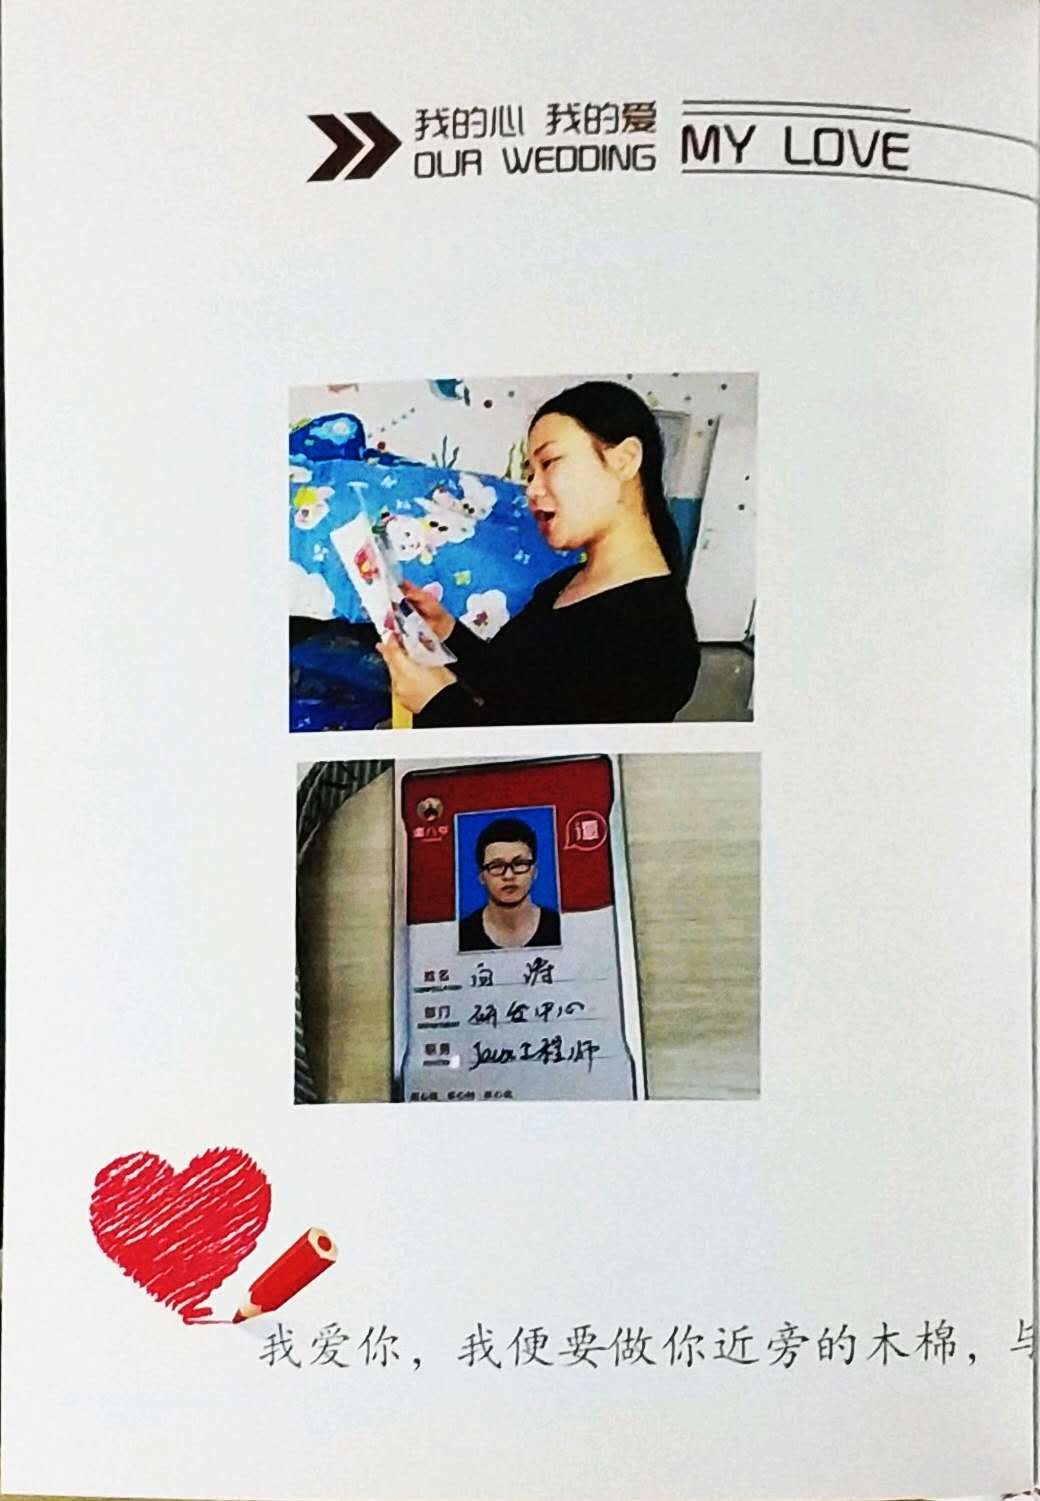 我的心 我的爱
OUR WEDDING
MY LOVE
姓名 白涛
部门 研发中心
职务 Java工程师
我爱你，我便要做你近旁的木棉，与